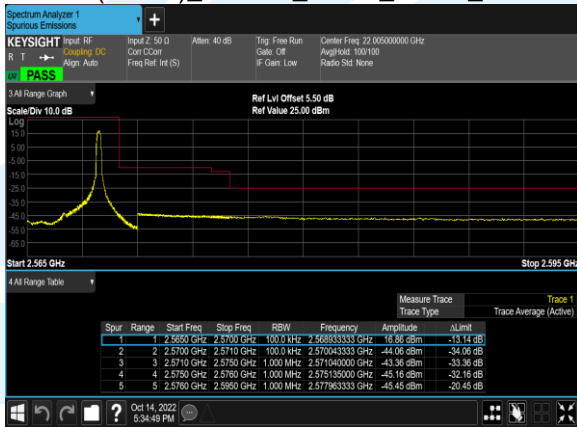 Spectrum Analyzer 1
Spurious Emissions
+
KEYSIGHT Input: RF Input Z: 50 Ω Atten: 40 dB Trig: Free Run Center Freq: 22.005000000 GHz
R T Coupling: DC Corr CCorr Gate: Off Avg|Hold: 100/100
Align: Auto Freq Ref: Int (S) IF Gain: Low Radio Std: None
PASS
3 All Range Graph
Ref Lvl Offset 5.50 dB
Scale/Div 10.0 dB Ref Value 25.00 dBm
Log
15.0
5.00
-5.00
-15.0
-25.0
-35.0
-45.0
-55.0
-65.0
Start 2.565 GHz Stop 2.595 GHz
4 All Range Table
Measure Trace Trace 1
Trace Type Trace Average (Active)
Spur Range Start Freq Stop Freq RBW Frequency Amplitude ΔLimit
1 1 2.5650 GHz 2.5700 GHz 100.0 kHz 2.568933333 GHz 16.86 dBm -13.14 dB
2 2 2.5700 GHz 2.5710 GHz 100.0 kHz 2.570043333 GHz -44.06 dBm -34.06 dB
3 3 2.5710 GHz 2.5750 GHz 1.000 MHz 2.571040000 GHz -43.36 dBm -33.36 dB
4 4 2.5750 GHz 2.5760 GHz 1.000 MHz 2.575135000 GHz -45.16 dBm -32.16 dB
5 5 2.5760 GHz 2.5950 GHz 1.000 MHz 2.577963333 GHz -45.45 dBm -20.45 dB
? Oct 14, 2022
5:34:49 PM